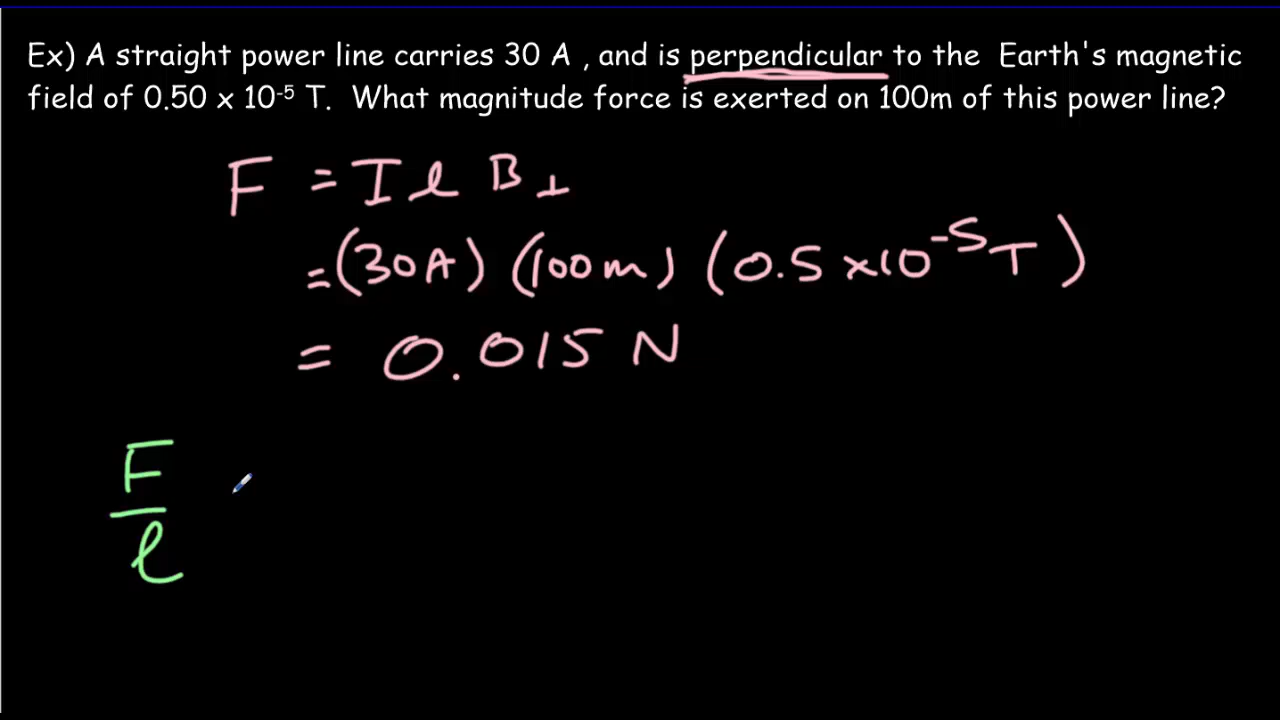 Ex) A straight power line carries 30 A , and is perpendicular to the Earth's magnetic
field of 0.50 x 10⁻⁵ T. What magnitude force is exerted on 100m of this power line?
F = I ℓ B⊥
= (30A) (100m) (0.5 x10⁻⁵ T)
= 0.015 N
F
ℓ